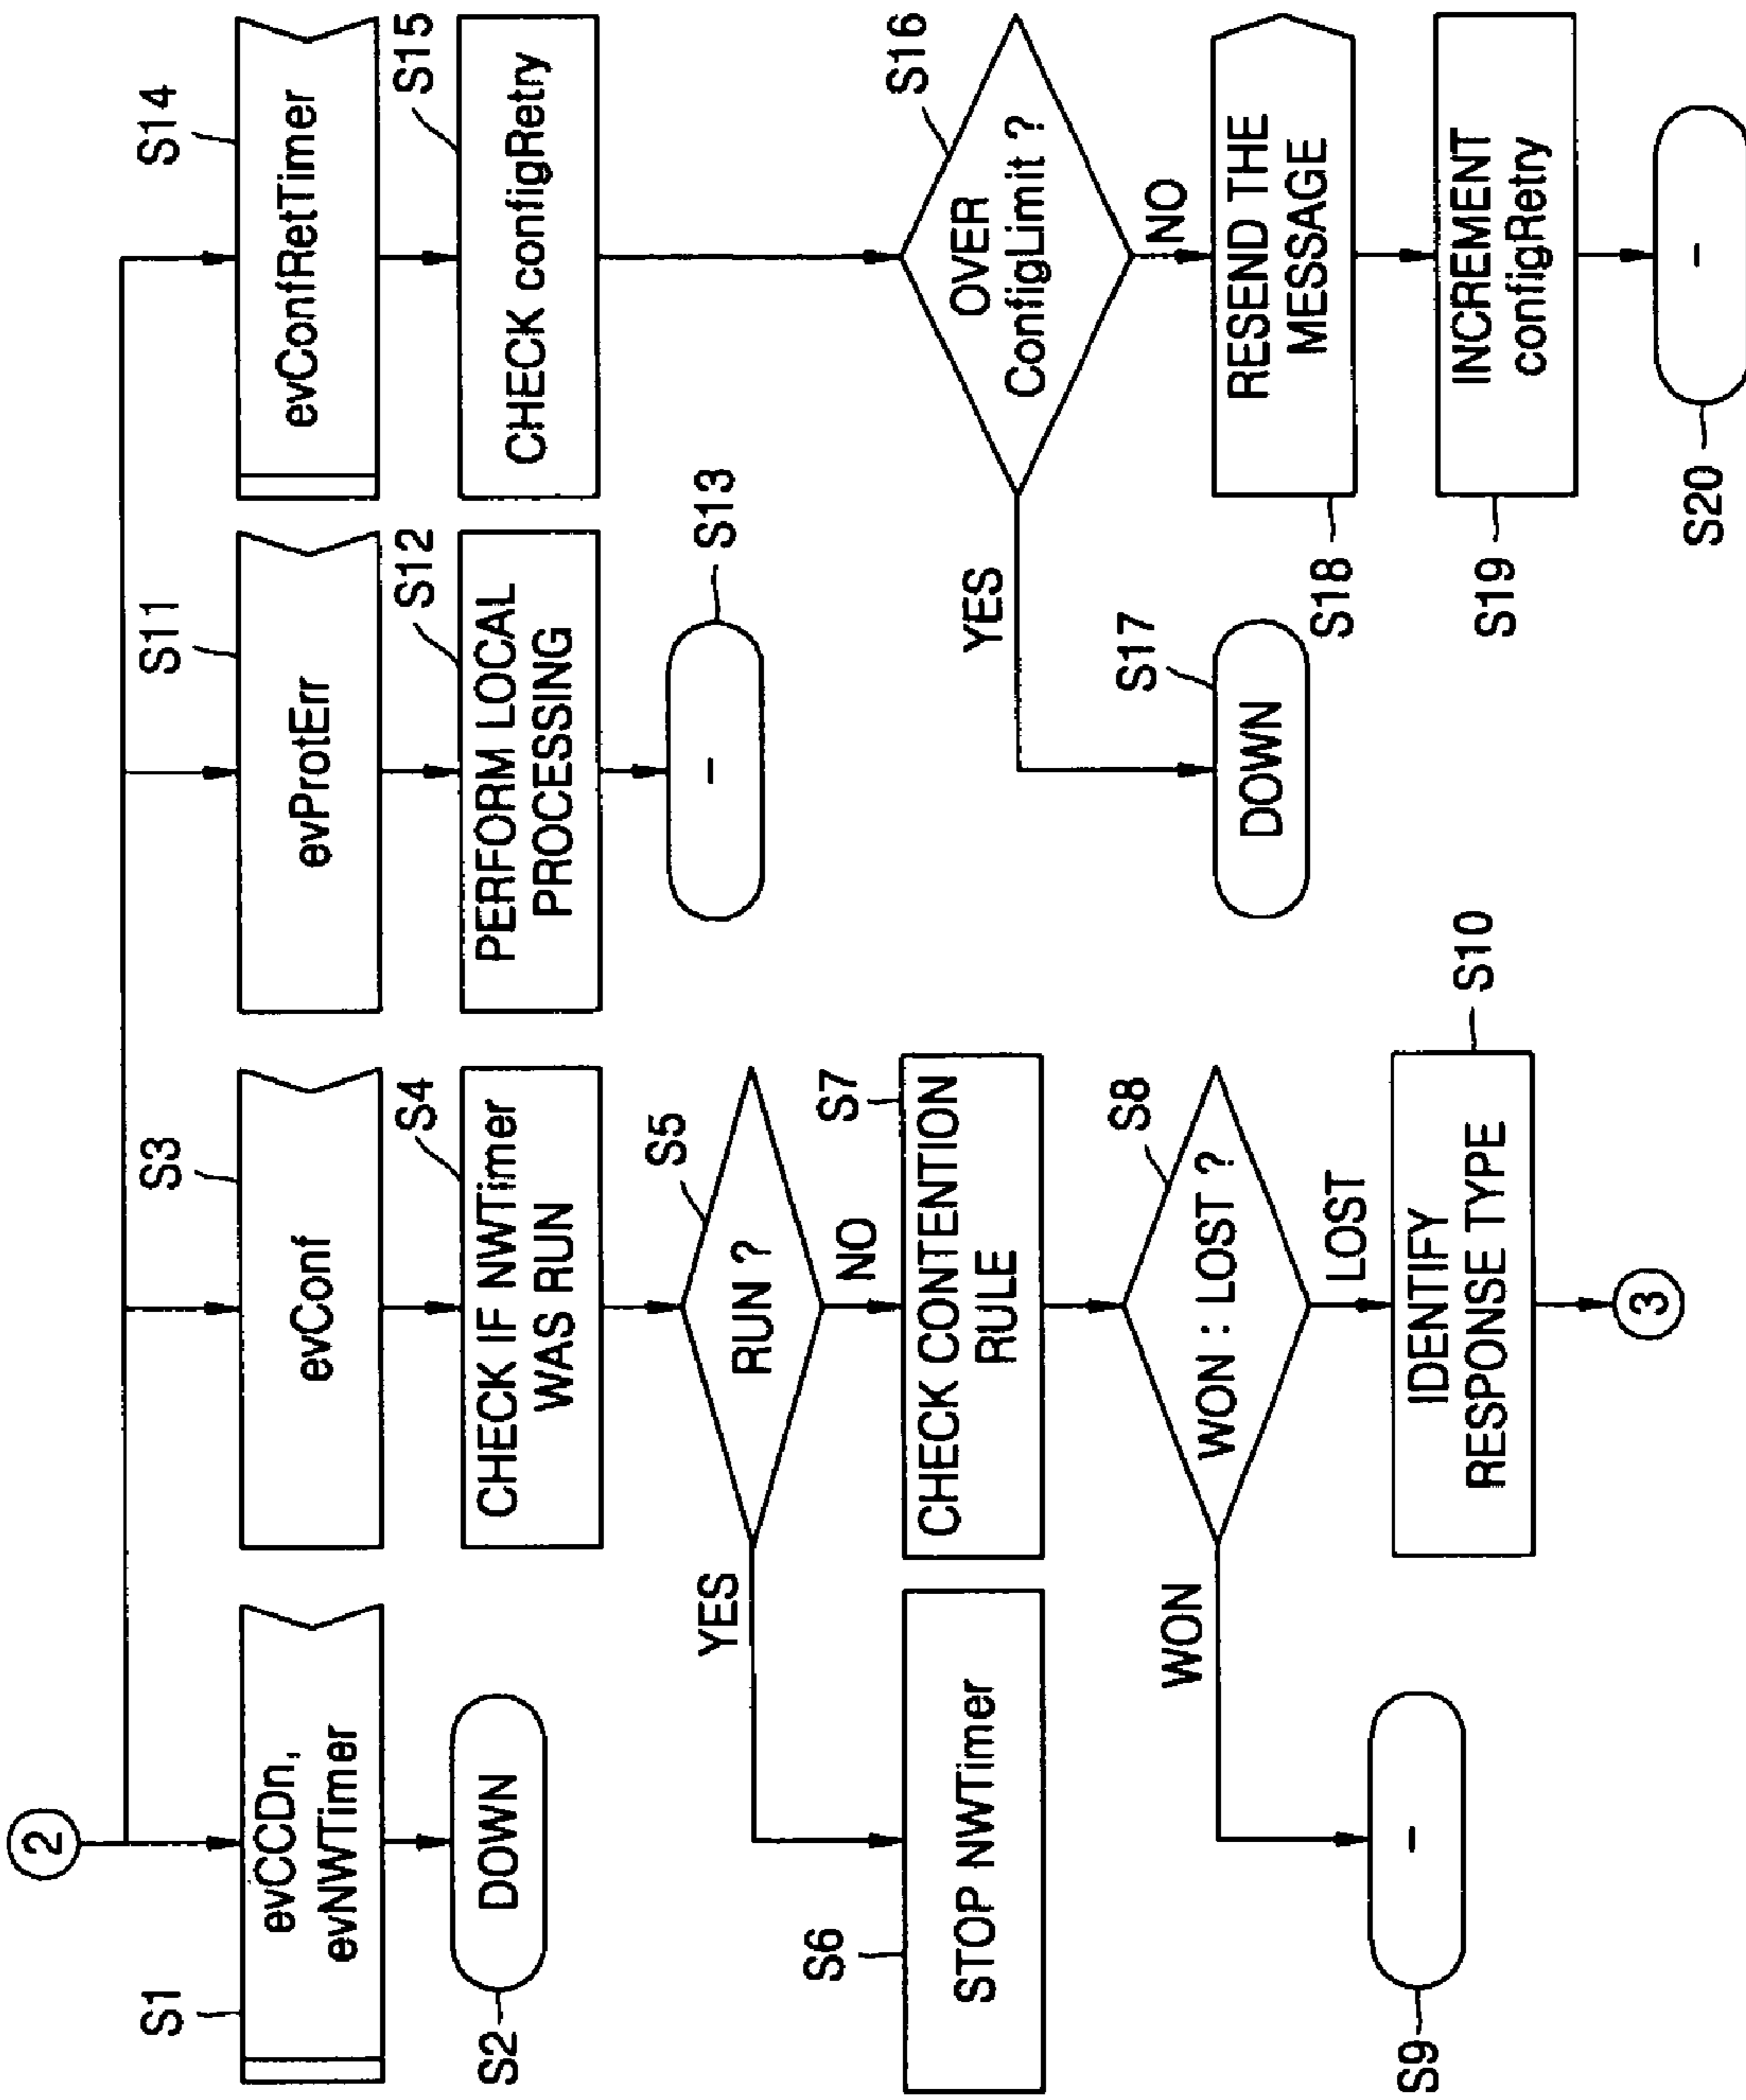 2
S1
evCCDn,
evNWTimer
S2
DOWN
S3
evConf
S4
CHECK IF NWTimer
WAS RUN
S5
RUN ?
YES
NO
S6
STOP NWTimer
S7
CHECK CONTENTION
RULE
S8
WON : LOST ?
WON
LOST
S9
-
S10
IDENTIFY
RESPONSE TYPE
3
S11
evProtErr
S12
PERFORM LOCAL
PROCESSING
S13
-
S14
evConfRetTimer
S15
CHECK configRetry
S16
OVER
ConfigLimit ?
YES
NO
S17
DOWN
S18
RESEND THE
MESSAGE
S19
INCREMENT
configRetry
S20
-